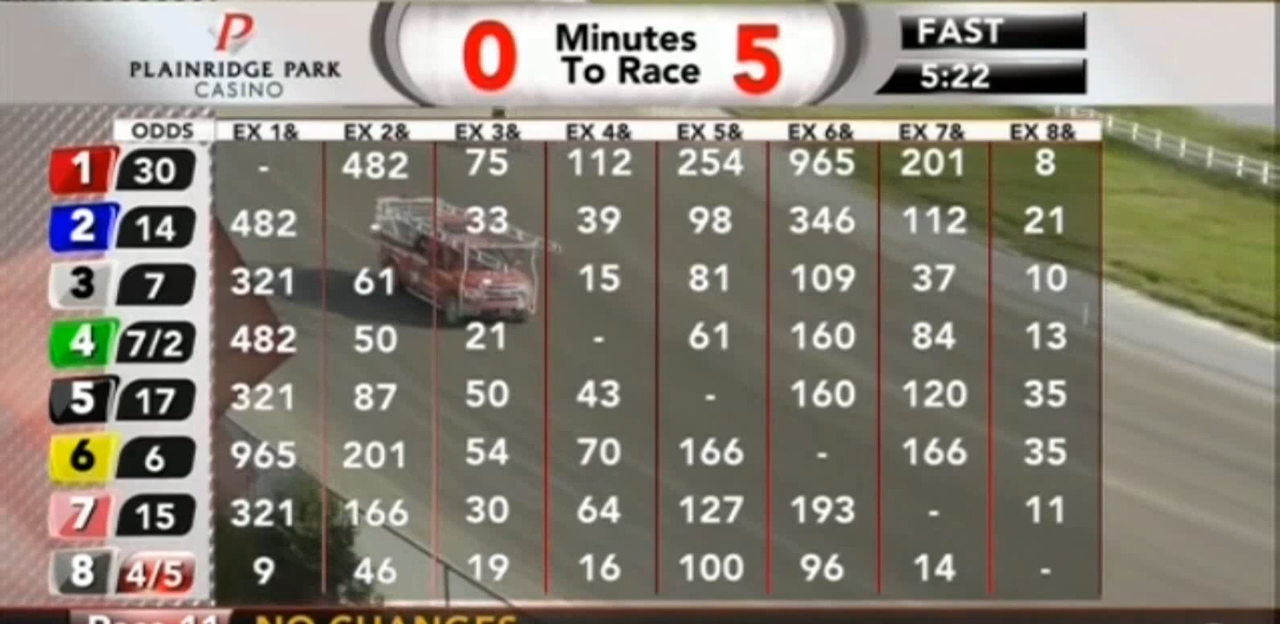 P
PLAINRIDGE PARK
CASINO
0 Minutes To Race 5
FAST
5:22
ODDS EX 1& EX 2& EX 3& EX 4& EX 5& EX 6& EX 7& EX 8&
1 30 - 482 75 112 254 965 201 8
2 14 482 - 33 39 98 346 112 21
3 7 321 61 15 81 109 37 10
4 7/2 482 50 21 - 61 160 84 13
5 17 321 87 50 43 - 160 120 35
6 6 965 201 54 70 166 - 166 35
7 15 321 166 30 64 127 193 - 11
8 4/5 9 46 19 16 100 96 14 -
Race 11 NO CHANGES